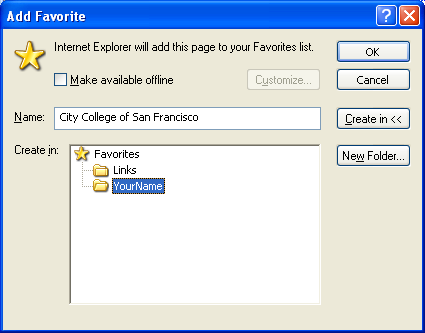 Add Favorite
Internet Explorer will add this page to your Favorites list.
OK
Make available offline
Customize...
Cancel
Name:
City College of San Francisco
Create in <<
Create in:
Favorites
Links
YourName
New Folder...